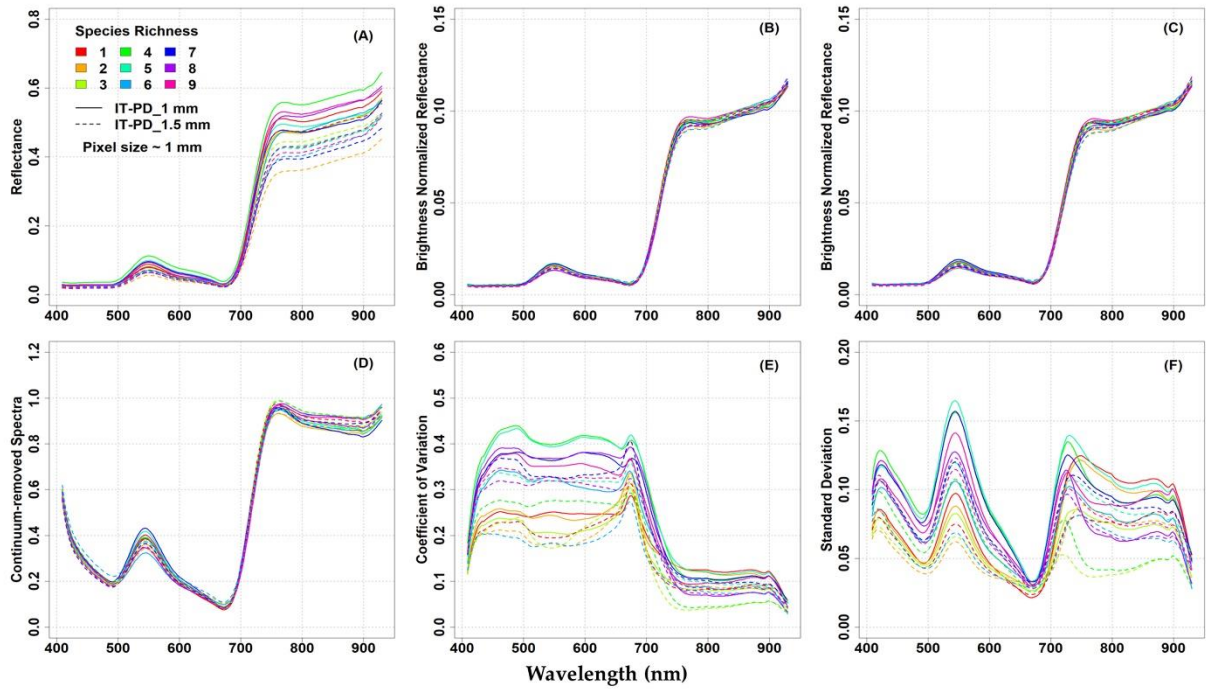 (A)
Reflectance
0.8
0.6
0.4
0.2
0.0
Species Richness
1 4 7
2 5 8
3 6 9
IT-PD_1 mm
IT-PD_1.5 mm
Pixel size ~ 1 mm
400 500 600 700 800 900
(B)
Brightness Normalized Reflectance
0.15
0.10
0.05
0.00
400 500 600 700 800 900
(C)
Brightness Normalized Reflectance
0.15
0.10
0.05
0.00
400 500 600 700 800 900
(D)
Continuum-removed Spectra
1.2
1.0
0.8
0.6
0.4
0.2
0.0
400 500 600 700 800 900
(E)
Coefficient of Variation
0.6
0.5
0.4
0.3
0.2
0.1
0.0
400 500 600 700 800 900
(F)
Standard Deviation
0.20
0.15
0.10
0.05
0.00
400 500 600 700 800 900
Wavelength (nm)